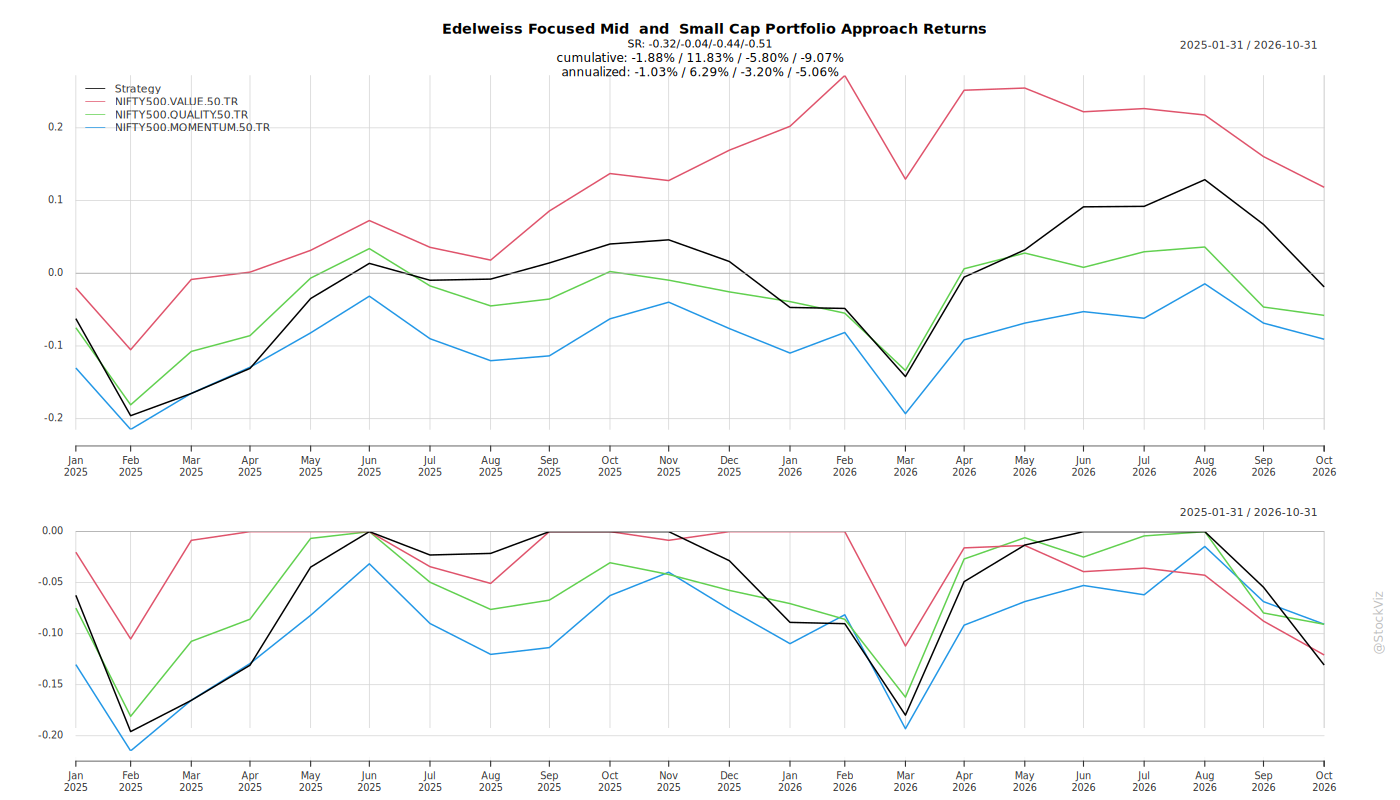 Edelweiss Focused Mid  and  Small Cap Portfolio Approach Returns
SR: -0.32/-0.04/-0.44/-0.51
2025-01-31 / 2026-10-31
cumulative: -1.88% / 11.83% / -5.80% / -9.07%
annualized: -1.03% / 6.29% / -3.20% / -5.06%
Strategy
NIFTY500.VALUE.50.TR
NIFTY500.QUALITY.50.TR
NIFTY500.MOMENTUM.50.TR
0.2
0.1
0.0
-0.1
-0.2
Jan Feb Mar Apr May Jun Jul Aug Sep Oct Nov Dec Jan Feb Mar Apr May Jun Jul Aug Sep Oct
2025 2025 2025 2025 2025 2025 2025 2025 2025 2025 2025 2025 2026 2026 2026 2026 2026 2026 2026 2026 2026 2026
2025-01-31 / 2026-10-31
0.00
-0.05
-0.10
-0.15
-0.20
Jan Feb Mar Apr May Jun Jul Aug Sep Oct Nov Dec Jan Feb Mar Apr May Jun Jul Aug Sep Oct
2025 2025 2025 2025 2025 2025 2025 2025 2025 2025 2025 2025 2026 2026 2026 2026 2026 2026 2026 2026 2026 2026
@StockViz